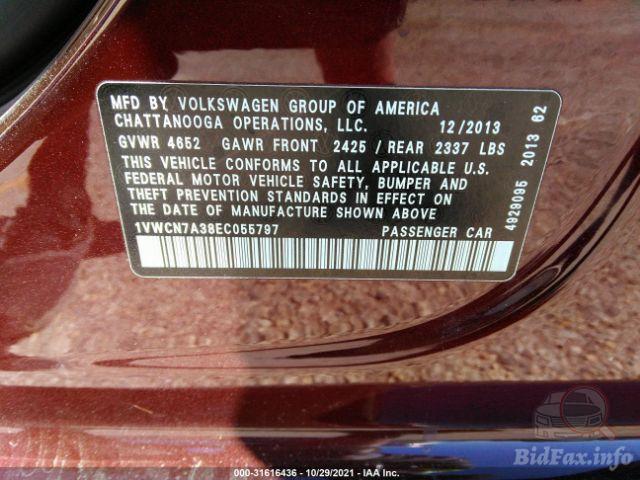 MFD BY VOLKSWAGEN GROUP OF AMERICA
CHATTANOOGA OPERATIONS, LLC. 12/2013
GVWR 4652 GAWR FRONT 2425 / REAR 2337 LBS
THIS VEHICLE CONFORMS TO ALL APPLICABLE U.S.
FEDERAL MOTOR VEHICLE SAFETY, BUMPER AND
THEFT PREVENTION STANDARDS IN EFFECT ON
THE DATE OF MANUFACTURE SHOWN ABOVE
1VWCN7A38EC055797 PASSENGER CAR
4929095 2013 62
000-31616436 - 10/29/2021 - IAA Inc.
BidFax.info